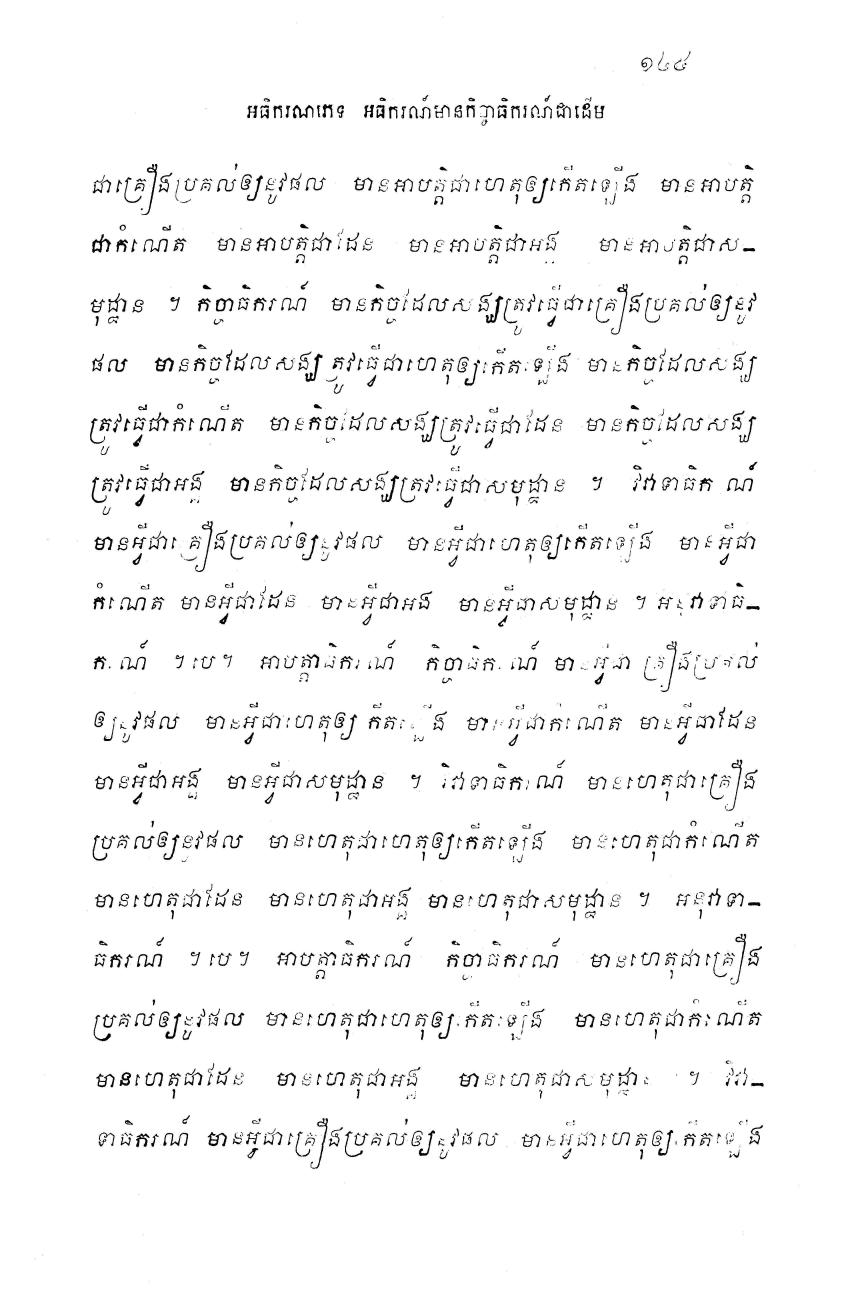 ១៤៤
អធិករណភេទ អធិករណ៍មានកិច្ចាធិករណ៍ជាដើម
ជាគ្រឿងប្រគល់ឲ្យនូវផល មានអាបត្តិជាហេតុឲ្យកើតឡើង មានអាបត្តិ
ជាកំណើត មានអាបត្តិជាដែន មានអាបត្តិជាអង្គ មានអាបត្តិជាស-
មុដ្ឋាន ។ កិច្ចាធិករណ៍ មានកិច្ចដែលសង្ឃត្រូវធ្វើជាគ្រឿងប្រគល់ឲ្យនូវ
ផល មានកិច្ចដែលសង្ឃត្រូវធ្វើជាហេតុឲ្យកើតឡើង មានកិច្ចដែលសង្ឃ
ត្រូវធ្វើជាកំណើត មានកិច្ចដែលសង្ឃត្រូវធ្វើជាដែន មានកិច្ចដែលសង្ឃ
ត្រូវធ្វើជាអង្គ មានកិច្ចដែលសង្ឃត្រូវធ្វើជាសមុដ្ឋាន ។ វិវាទាធិករណ៍
មានអ្វីជាគ្រឿងប្រគល់ឲ្យនូវផល មានអ្វីជាហេតុឲ្យកើតឡើង មានអ្វីជា
កំណើត មានអ្វីជាដែន មានអ្វីជាអង្គ មានអ្វីជាសមុដ្ឋាន ។ អនុវាទាធិ-
ករណ៍ ។ បេ ។ អាបត្តាធិករណ៍ កិច្ចាធិករណ៍ មានអ្វីជាគ្រឿងប្រគល់
ឲ្យនូវផល មានអ្វីជាហេតុឲ្យកើតឡើង មានអ្វីជាកំណើត មានអ្វីជាដែន
មានអ្វីជាអង្គ មានអ្វីជាសមុដ្ឋាន ។ វិវាទាធិករណ៍ មានហេតុជាគ្រឿង
ប្រគល់ឲ្យនូវផល មានហេតុជាហេតុឲ្យកើតឡើង មានហេតុជាកំណើត
មានហេតុជាដែន មានហេតុជាអង្គ មានហេតុជាសមុដ្ឋាន ។ អនុវាទា-
ធិករណ៍ ។ បេ ។ អាបត្តាធិករណ៍ កិច្ចាធិករណ៍ មានហេតុជាគ្រឿង
ប្រគល់ឲ្យនូវផល មានហេតុជាហេតុឲ្យកើតឡើង មានហេតុជាកំណើត
មានហេតុជាដែន មានហេតុជាអង្គ មានហេតុជាសមុដ្ឋាន ។ វិវា-
ទាធិករណ៍ មានអ្វីជាគ្រឿងប្រគល់ឲ្យនូវផល មានអ្វីជាហេតុឲ្យកើតឡើង